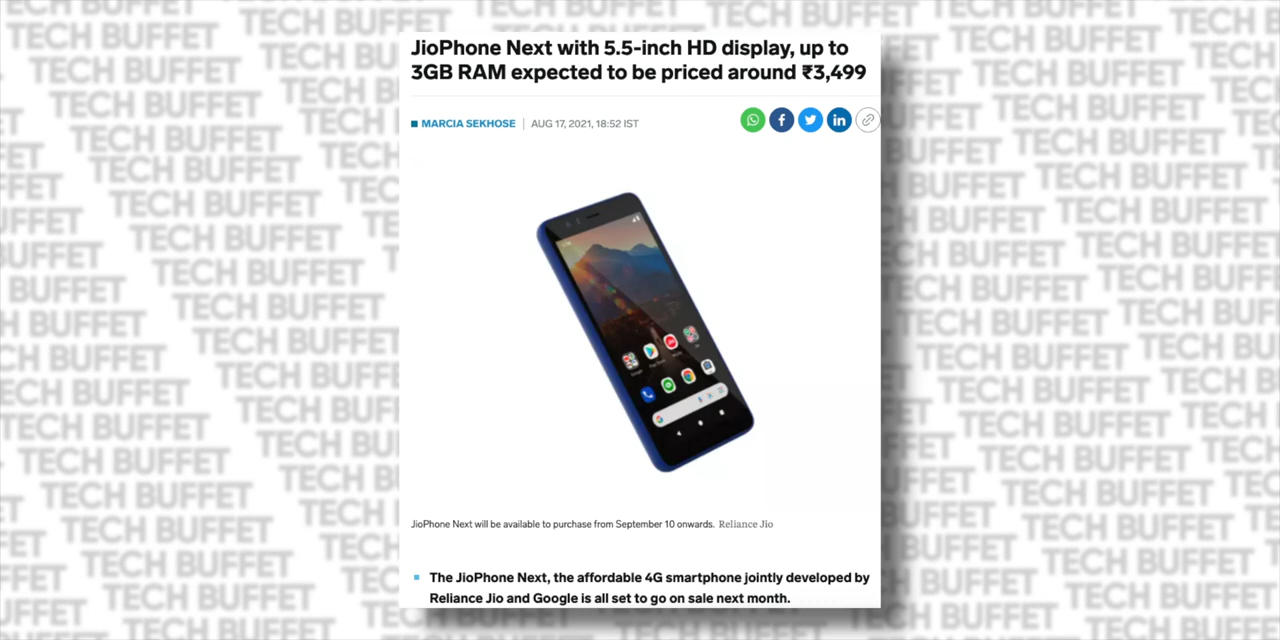 JioPhone Next with 5.5-inch HD display, up to
3GB RAM expected to be priced around ₹3,499
MARCIA SEKHOSE | AUG 17, 2021, 18:52 IST
JioPhone Next will be available to purchase from September 10 onwards. Reliance Jio
The JioPhone Next, the affordable 4G smartphone jointly developed by
Reliance Jio and Google is all set to go on sale next month.
TECH BUFFET